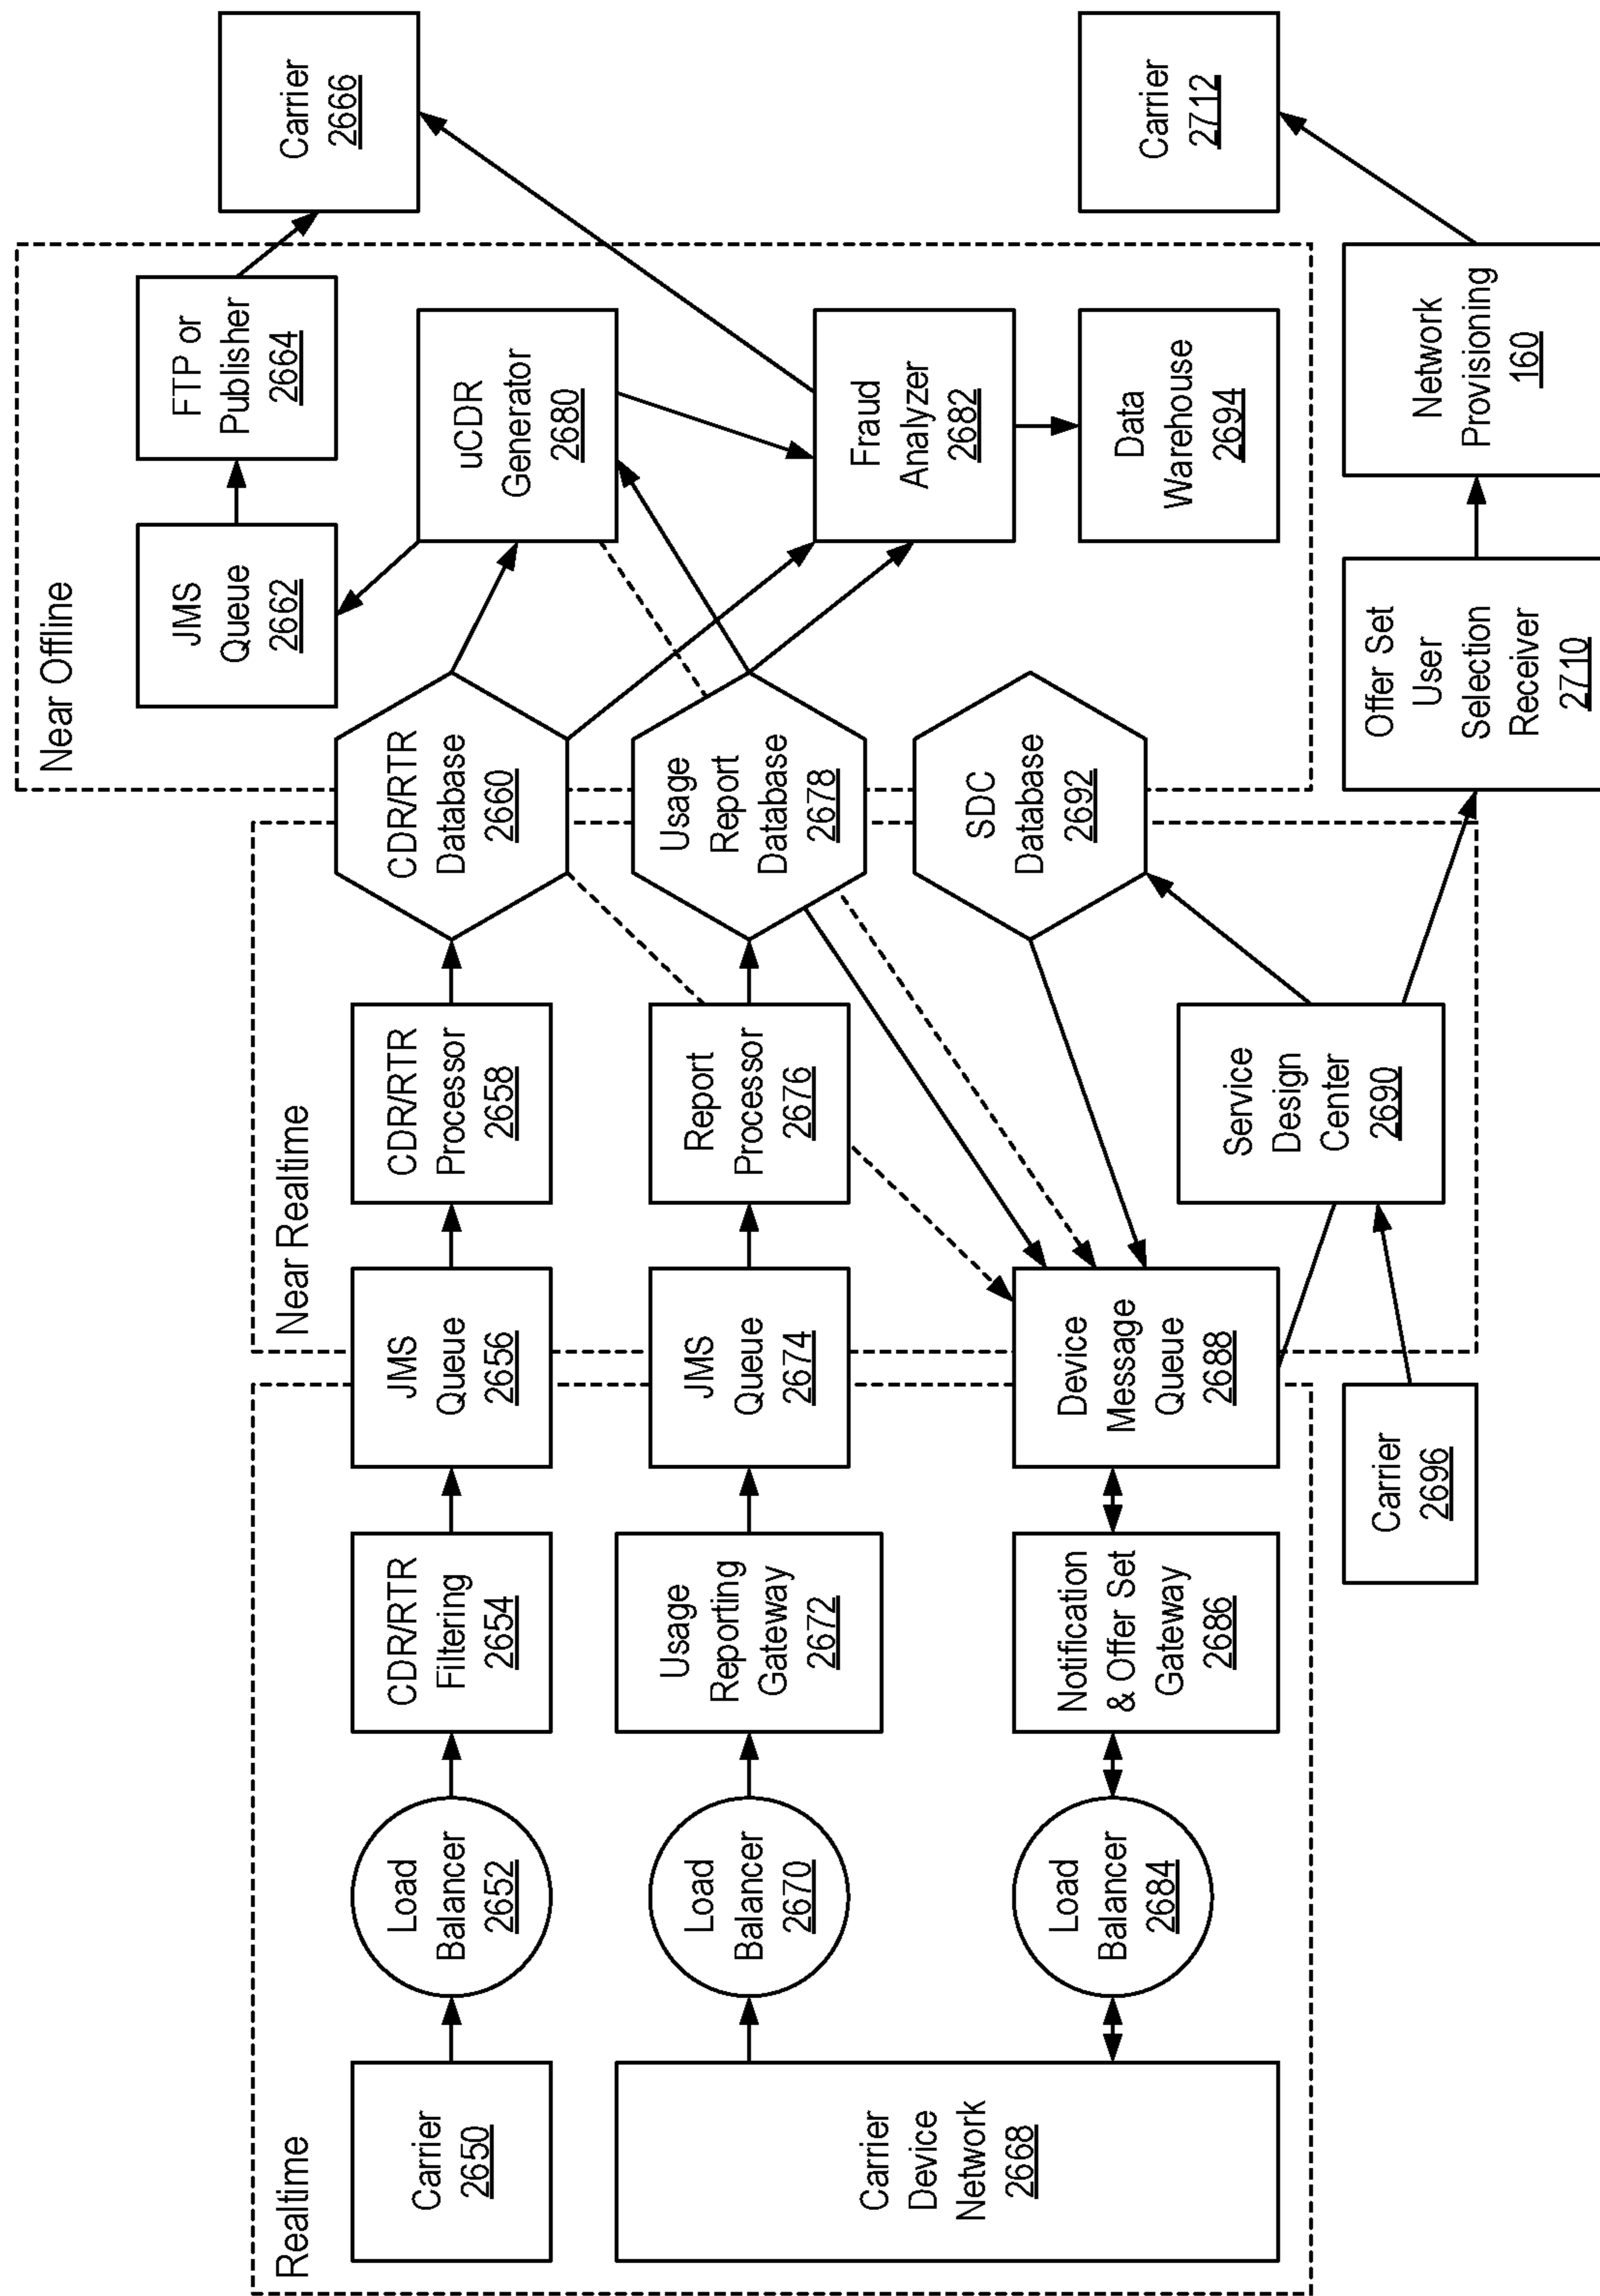 Realtime
Carrier
2650
Load
Balancer
2652
CDR/RTR
Filtering
2654
JMS
Queue
2656
Near Realtime
CDR/RTR
Processor
2658
CDR/RTR
Database
2660
Near Offline
JMS
Queue
2662
FTP or
Publisher
2664
Carrier
2666
Carrier
Device
Network
2668
Load
Balancer
2670
Usage
Reporting
Gateway
2672
JMS
Queue
2674
Report
Processor
2676
Usage
Report
Database
2678
uCDR
Generator
2680
Fraud
Analyzer
2682
Load
Balancer
2684
Notification
& Offer Set
Gateway
2686
Device
Message
Queue
2688
Service
Design
Center
2690
SDC
Database
2692
Data
Warehouse
2694
Carrier
2696
Offer Set
User
Selection
Receiver
2710
Network
Provisioning
160
Carrier
2712